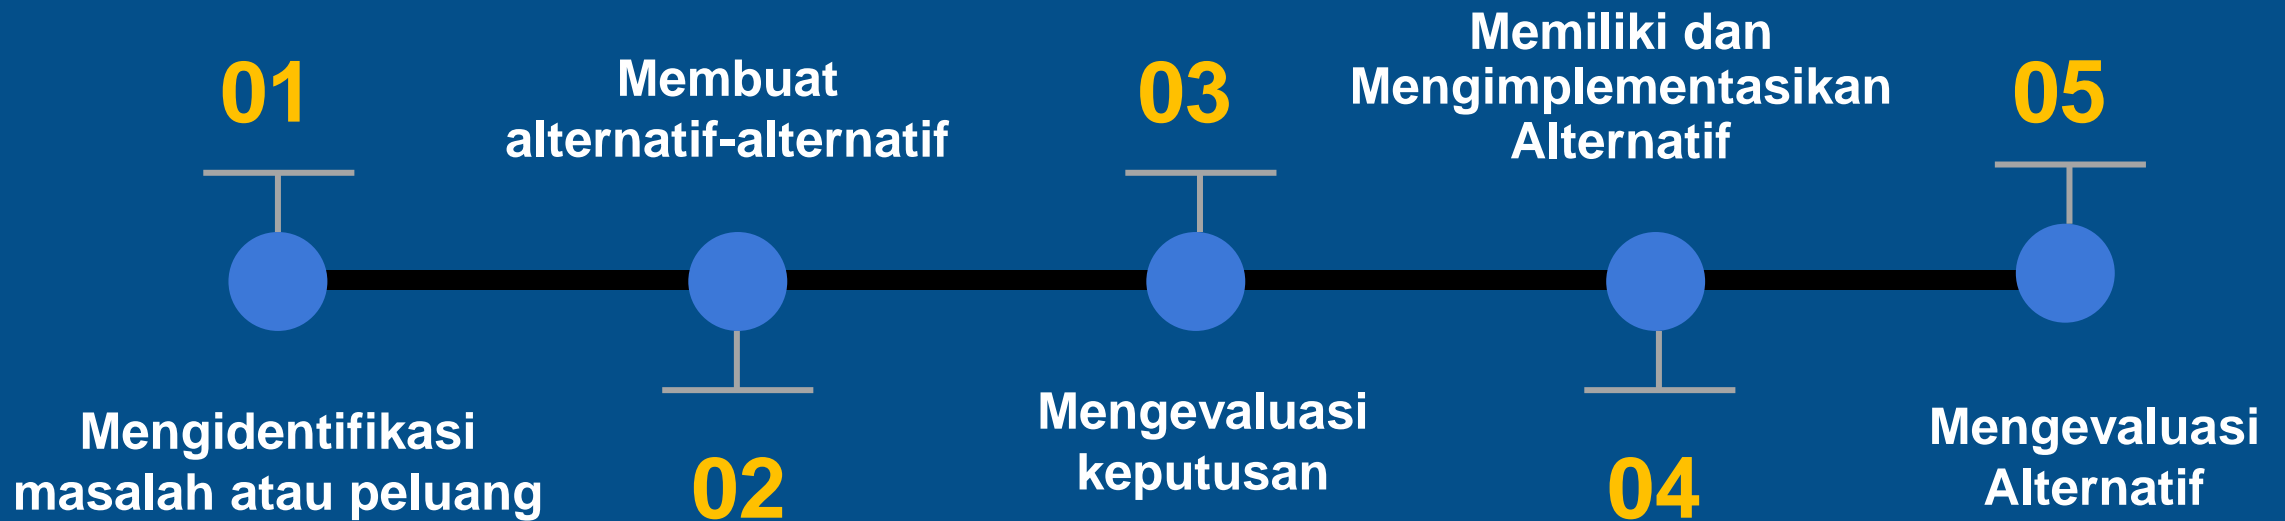 01
Mengidentifikasi
masalah atau peluang
Membuat
alternatif-alternatif
02
03
Mengevaluasi
keputusan
Memiliki dan
Mengimplementasikan
Alternatif
04
05
Mengevaluasi
Alternatif